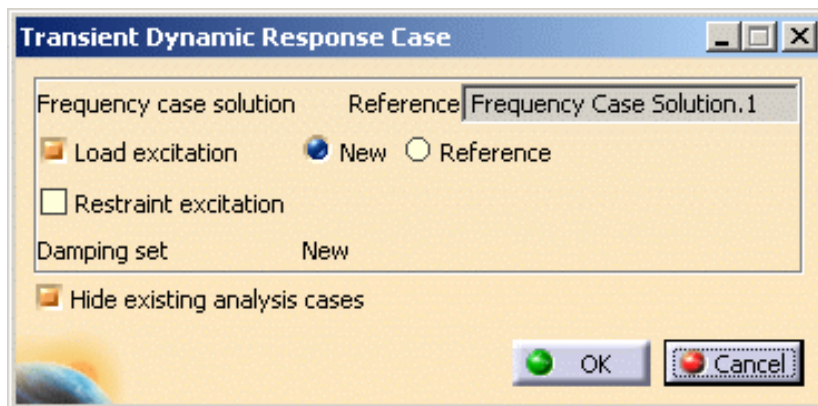 Transient Dynamic Response Case
Frequency case solution Reference Frequency Case Solution.1
Load excitation New Reference
Restraint excitation
Damping set New
Hide existing analysis cases
OK Cancel